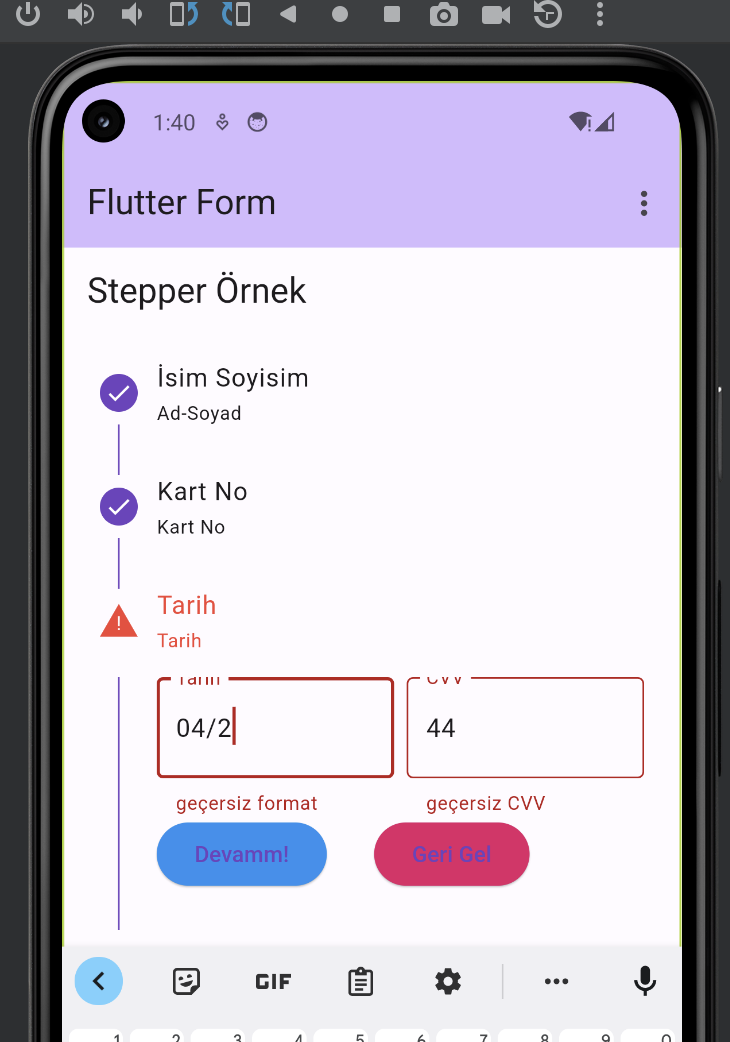 1:40
Flutter Form
Stepper Örnek
İsim Soyisim
Ad-Soyad
Kart No
Kart No
! Tarih
Tarih
Tarih CVV
04/2 44
geçersiz format geçersiz CVV
Devamm! Geri Gel
GIF
1 2 3 4 5 6 7 8 9 0